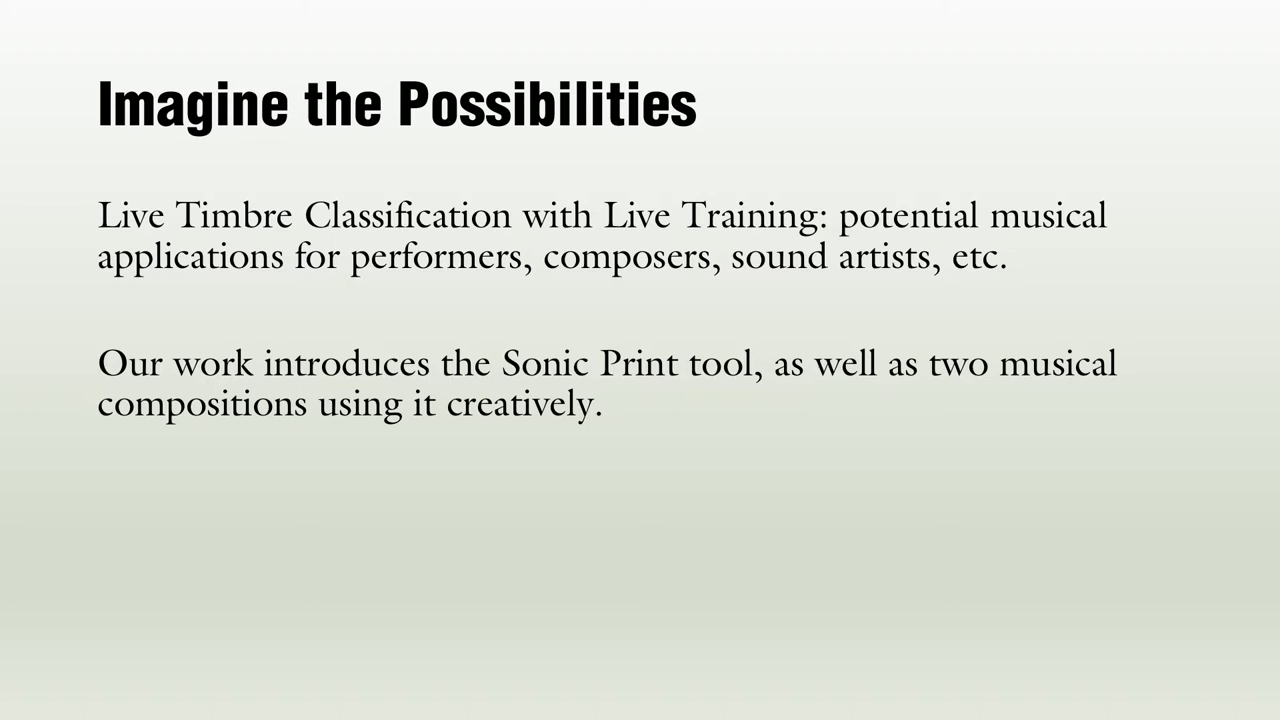 Imagine the Possibilities
Live Timbre Classification with Live Training: potential musical
applications for performers, composers, sound artists, etc.
Our work introduces the Sonic Print tool, as well as two musical
compositions using it creatively.